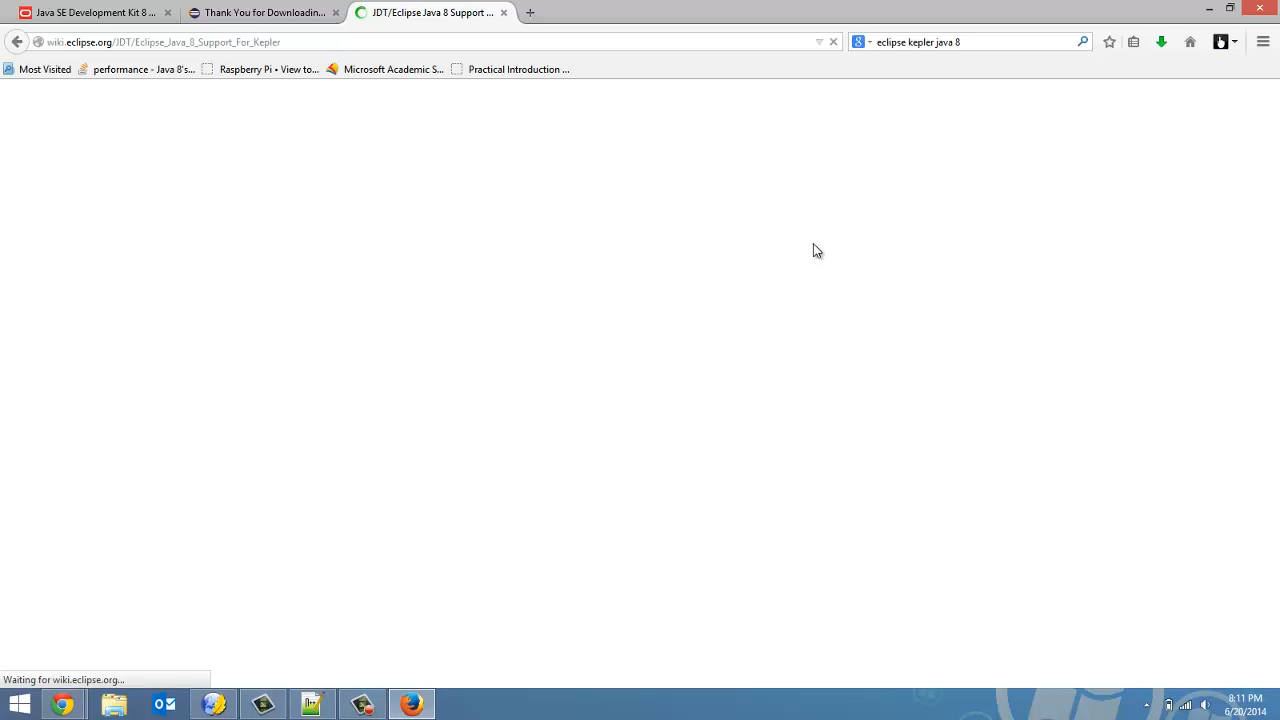 Java SE Development Kit 8 ...
Thank You for Downloadin...
JDT/Eclipse Java 8 Support ...
wiki.eclipse.org/JDT/Eclipse_Java_8_Support_For_Kepler
eclipse kepler java 8
Most Visited
performance - Java 8's...
Raspberry Pi • View to...
Microsoft Academic S...
Practical Introduction ...
Waiting for wiki.eclipse.org...
8:11 PM
6/20/2014